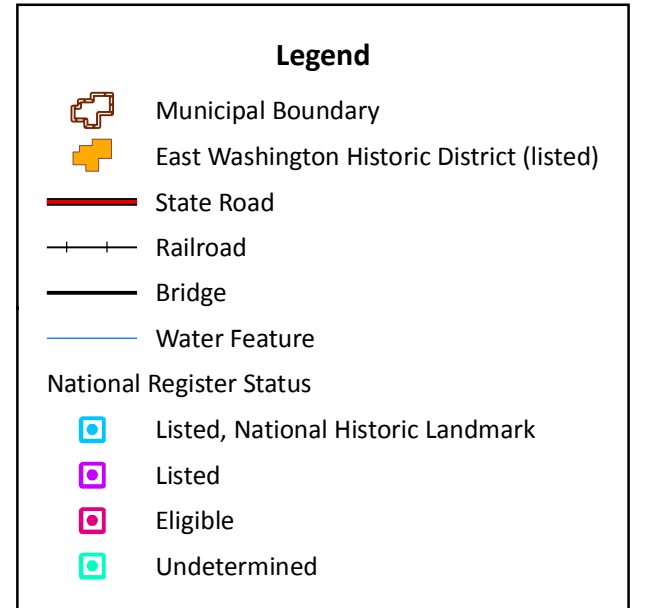 Legend
Municipal Boundary
East Washington Historic District (listed)
State Road
Railroad
Bridge
Water Feature
National Register Status
Listed, National Historic Landmark
Listed
Eligible
Undetermined